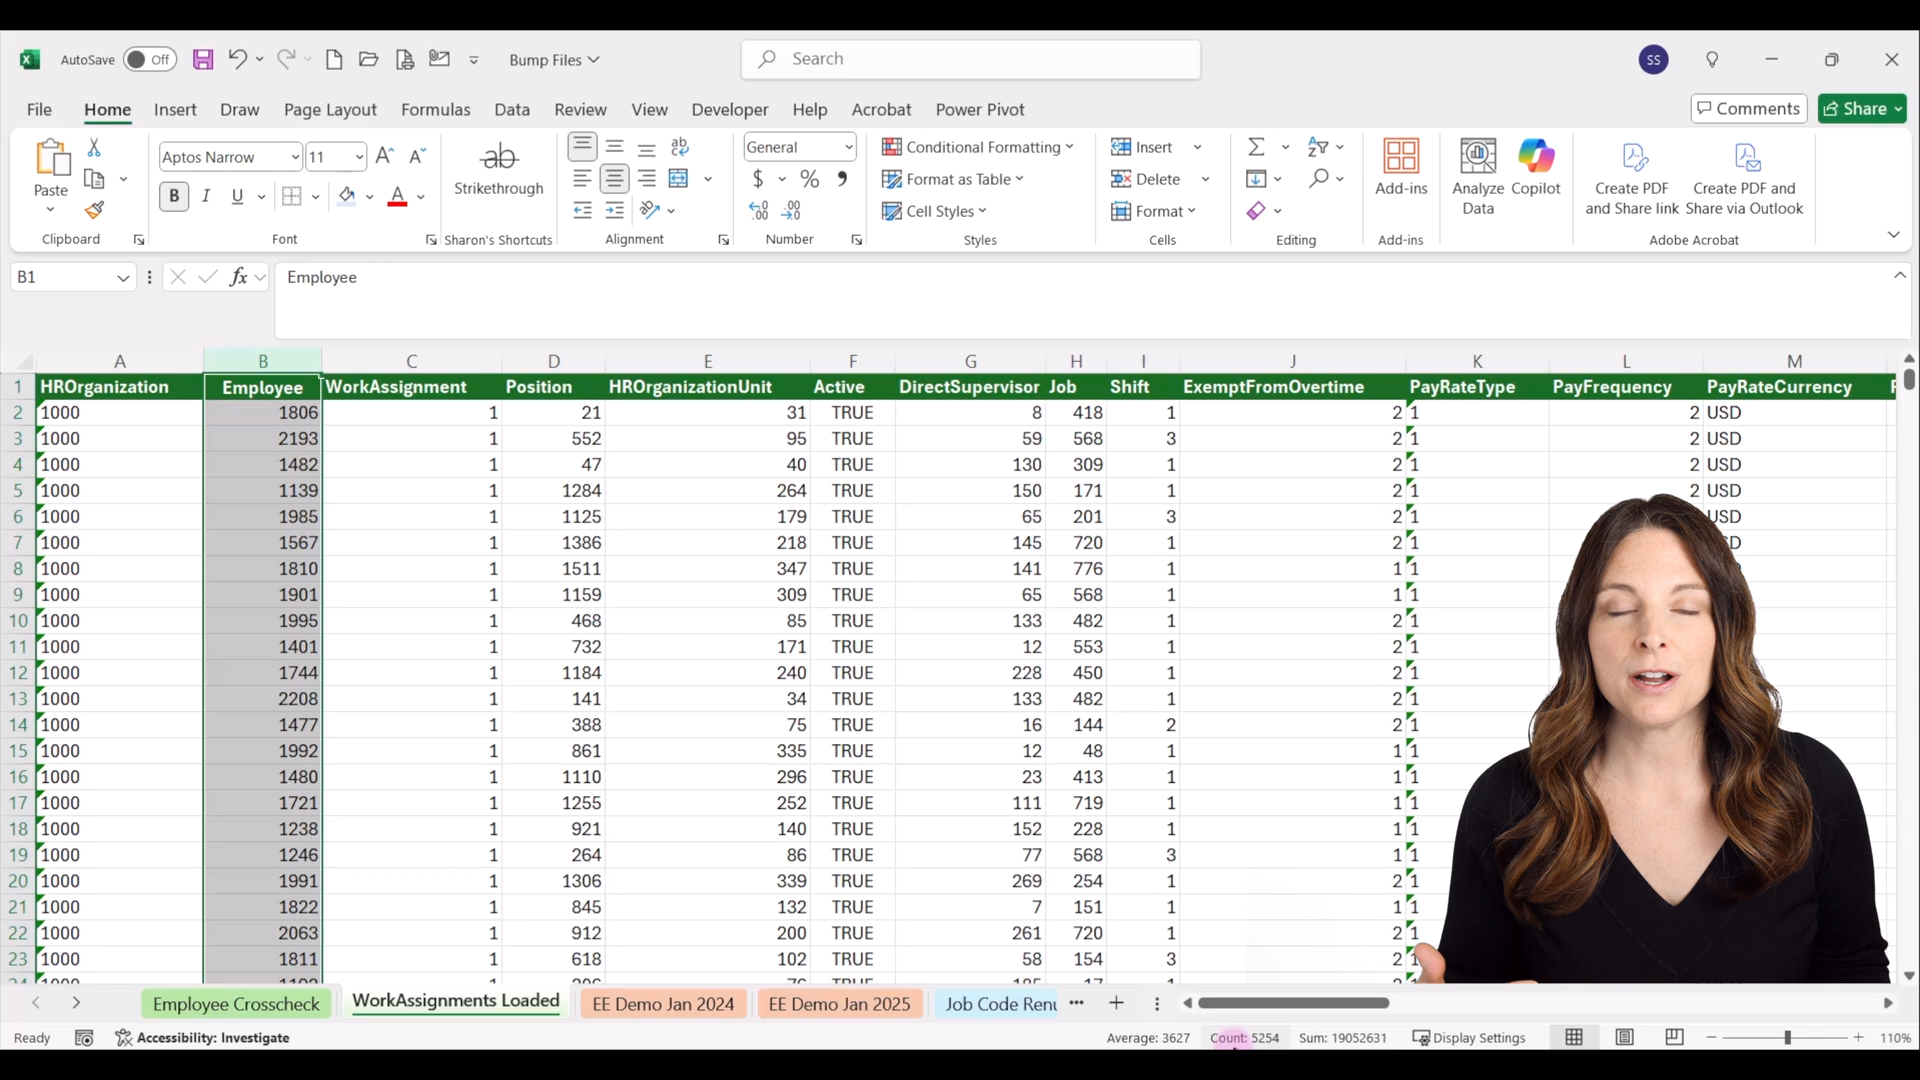 AutoSave Off Bump Files Search SS
File Home Insert Draw Page Layout Formulas Data Review View Developer Help Acrobat Power Pivot Comments Share
Paste
Clipboard
Aptos Narrow 11
B I U
Font
Strikethrough
Sharon's Shortcuts
Alignment
General
$ % ,
Number
Conditional Formatting
Format as Table
Cell Styles
Styles
Insert
Delete
Format
Cells
Editing
Add-ins
Add-ins
Analyze Data
Copilot
Create PDF and Share link
Create PDF and Share via Outlook
Adobe Acrobat
B1 fx Employee
A B C D E F G H I J K L M
1 HROrganization Employee WorkAssignment Position HROrganizationUnit Active DirectSupervisor Job Shift ExemptFromOvertime PayRateType PayFrequency PayRateCurrency
2 1000 1806 1 21 31 TRUE 8 418 1 2 1 2 USD
3 1000 2193 1 552 95 TRUE 59 568 3 2 1 2 USD
4 1000 1482 1 47 40 TRUE 130 309 1 2 1 2 USD
5 1000 1139 1 1284 264 TRUE 150 171 1 2 1 2 USD
6 1000 1985 1 1125 179 TRUE 65 201 3 2 1 USD
7 1000 1567 1 1386 218 TRUE 145 720 1 2 1
8 1000 1810 1 1511 347 TRUE 141 776 1 1 1
9 1000 1901 1 1159 309 TRUE 65 568 1 1 1
10 1000 1995 1 468 85 TRUE 133 482 1 2 1
11 1000 1401 1 732 171 TRUE 12 553 1 2 1
12 1000 1744 1 1184 240 TRUE 228 450 1 2 1
13 1000 2208 1 141 34 TRUE 133 482 1 2 1
14 1000 1477 1 388 75 TRUE 16 144 2 2 1
15 1000 1992 1 861 335 TRUE 12 48 1 1 1
16 1000 1480 1 1110 296 TRUE 23 413 1 1 1
17 1000 1721 1 1255 252 TRUE 111 719 1 1 1
18 1000 1238 1 921 140 TRUE 152 228 1 1 1
19 1000 1246 1 264 86 TRUE 77 568 3 1 1
20 1000 1991 1 1306 339 TRUE 269 254 1 2 1
21 1000 1822 1 845 132 TRUE 7 151 1 1 1
22 1000 2063 1 912 200 TRUE 261 720 1 2 1
23 1000 1811 1 618 102 TRUE 58 154 3 2 1
Employee Crosscheck WorkAssignments Loaded EE Demo Jan 2024 EE Demo Jan 2025 Job Code Renu
Ready Accessibility: Investigate Average: 3627 Count: 5254 Sum: 19052631 Display Settings 110%